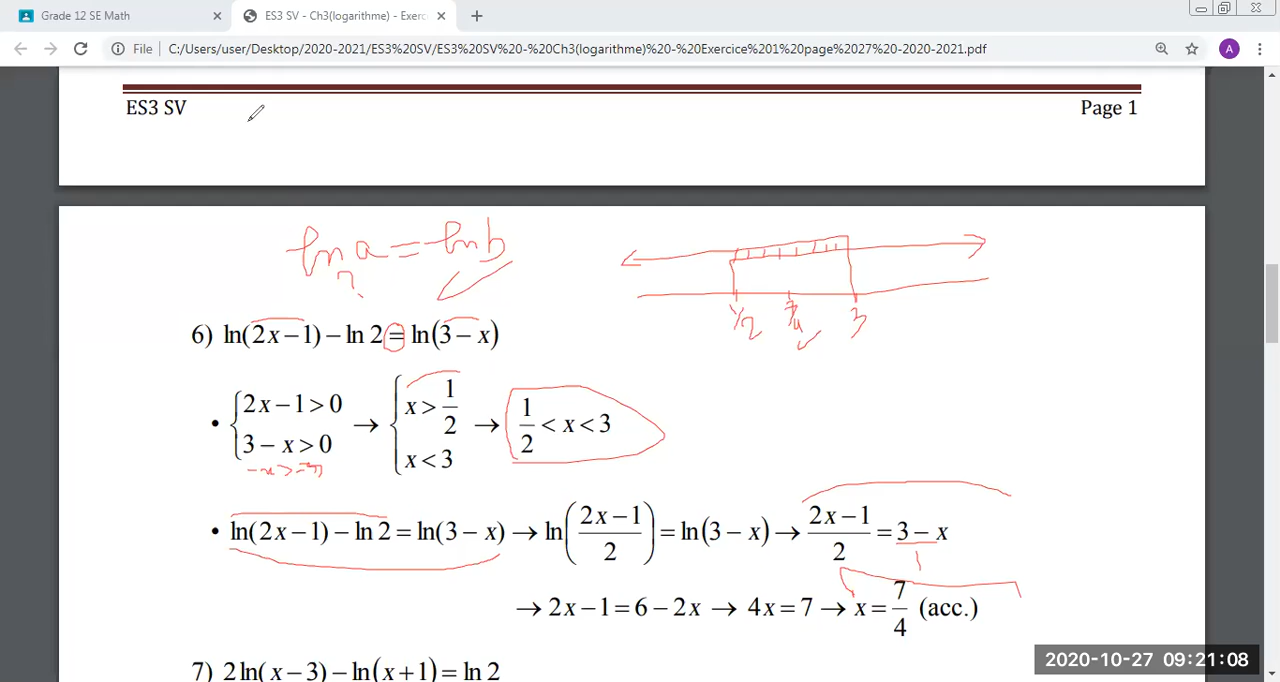 Grade 12 SE Math
ES3 SV - Ch3(logarithme) - Exerc
File | C:/Users/user/Desktop/2020-2021/ES3%20SV/ES3%20SV%20-%20Ch3(logarithme)%20-%20Exercice%201%20page%2027%20-2020-2021.pdf
A
ES3 SV
Page 1
ln a = ln b
1/2 7/4 3
6) ln(2x−1)−ln 2 = ln(3−x)
• {2x−1>0 3−x>0 → {x>1/2 x<3 → 1/2<x<3
• ln(2x−1)−ln 2 = ln(3−x) → ln((2x−1)/2) = ln(3−x) → (2x−1)/2 = 3−x
→ 2x−1=6−2x → 4x=7 → x=7/4 (acc.)
2020-10-27 09:21:08
7) 2ln(x−3)−ln(x+1)=ln 2